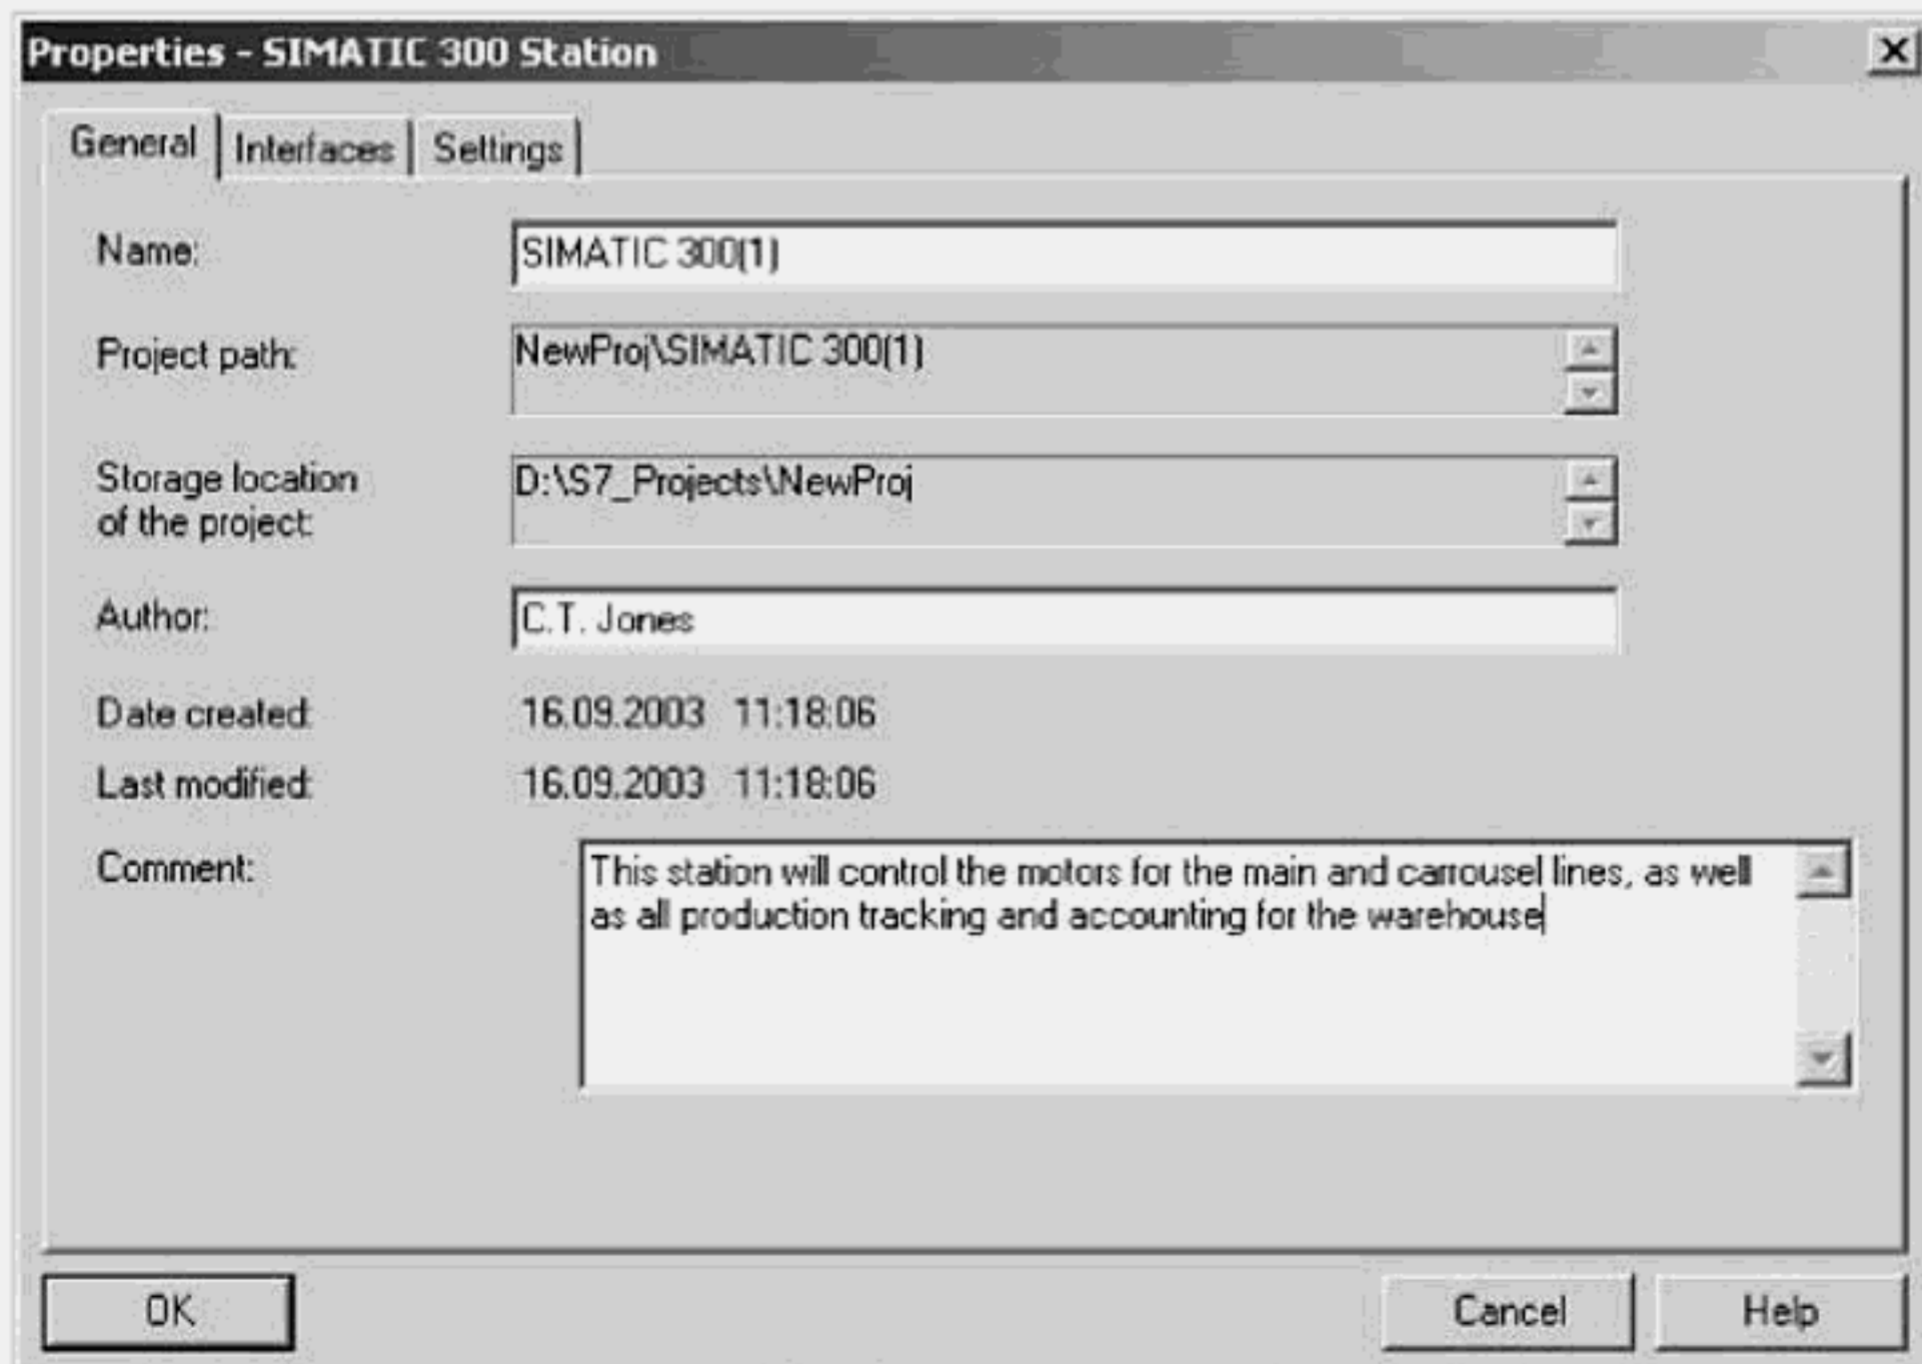 Properties - SIMATIC 300 Station
General Interfaces Settings
Name: SIMATIC 300(1)
Project path: NewProj\SIMATIC 300(1)
Storage location
of the project: D:\S7_Projects\NewProj
Author: C.T. Jones
Date created: 16.09.2003 11:18:06
Last modified: 16.09.2003 11:18:06
Comment: This station will control the motors for the main and carrousel lines, as well
as all production tracking and accounting for the warehouse
OK Cancel Help